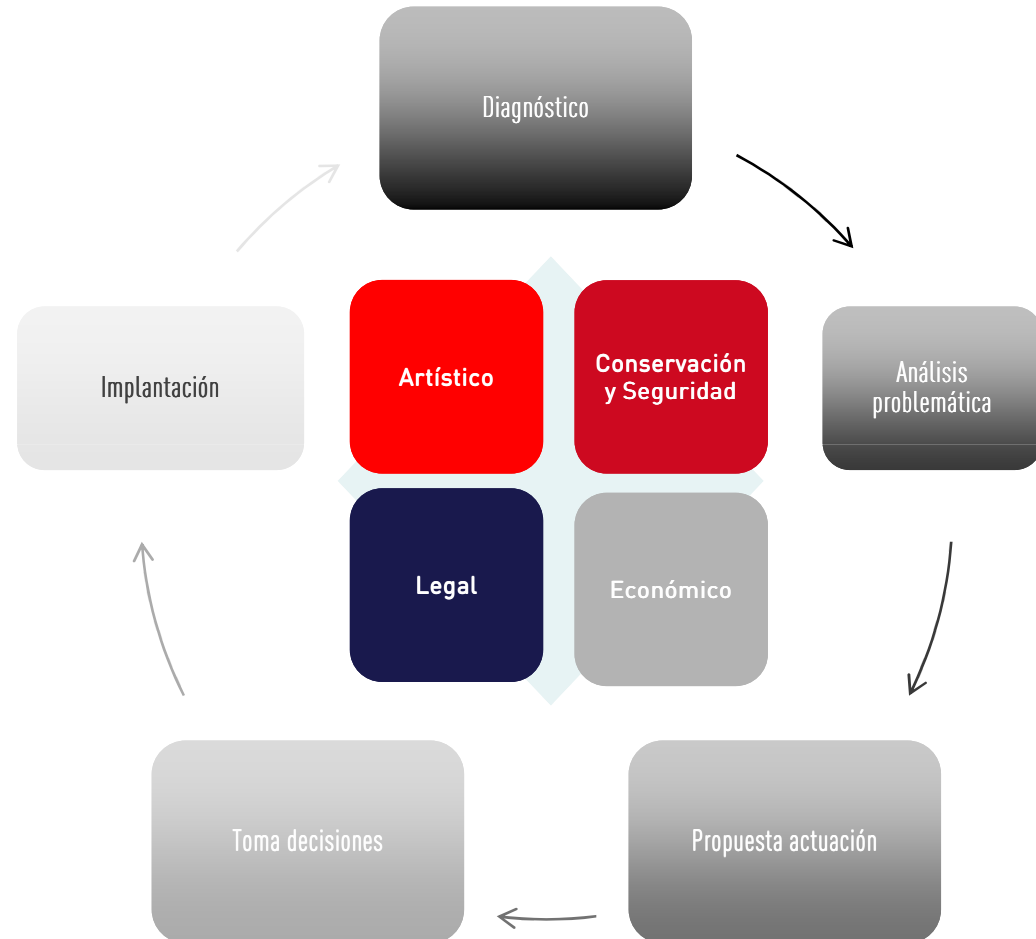 Diagnóstico
Artístico
Conservación
y Seguridad
Análisis
problemática
Implantación
Legal
Económico
Toma decisiones
Propuesta actuación